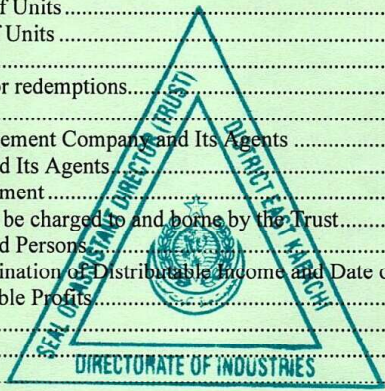 f Units
f Units
or redemptions
ement Company and Its Agents
d Its Agents
ment
be charged to and borne by the Trust
d Persons
ination of Distributable Income and Date o
ble Profits
SEAL OF ASSISTANT DIRECTOR (TRUST)
DISTRICT EAST KARACHI
DIRECTORATE OF INDUSTRIES